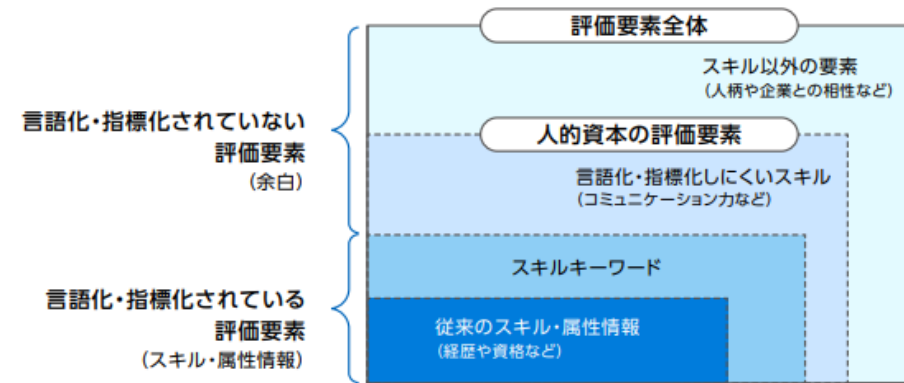 評価要素全体
スキル以外の要素
(人柄や企業との相性など)
言語化・指標化されていない
評価要素
(余白)
人的資本の評価要素
言語化・指標化しにくいスキル
(コミュニケーション力など)
スキルキーワード
言語化・指標化されている
評価要素
(スキル・属性情報)
従来のスキル・属性情報
(経歴や資格など)